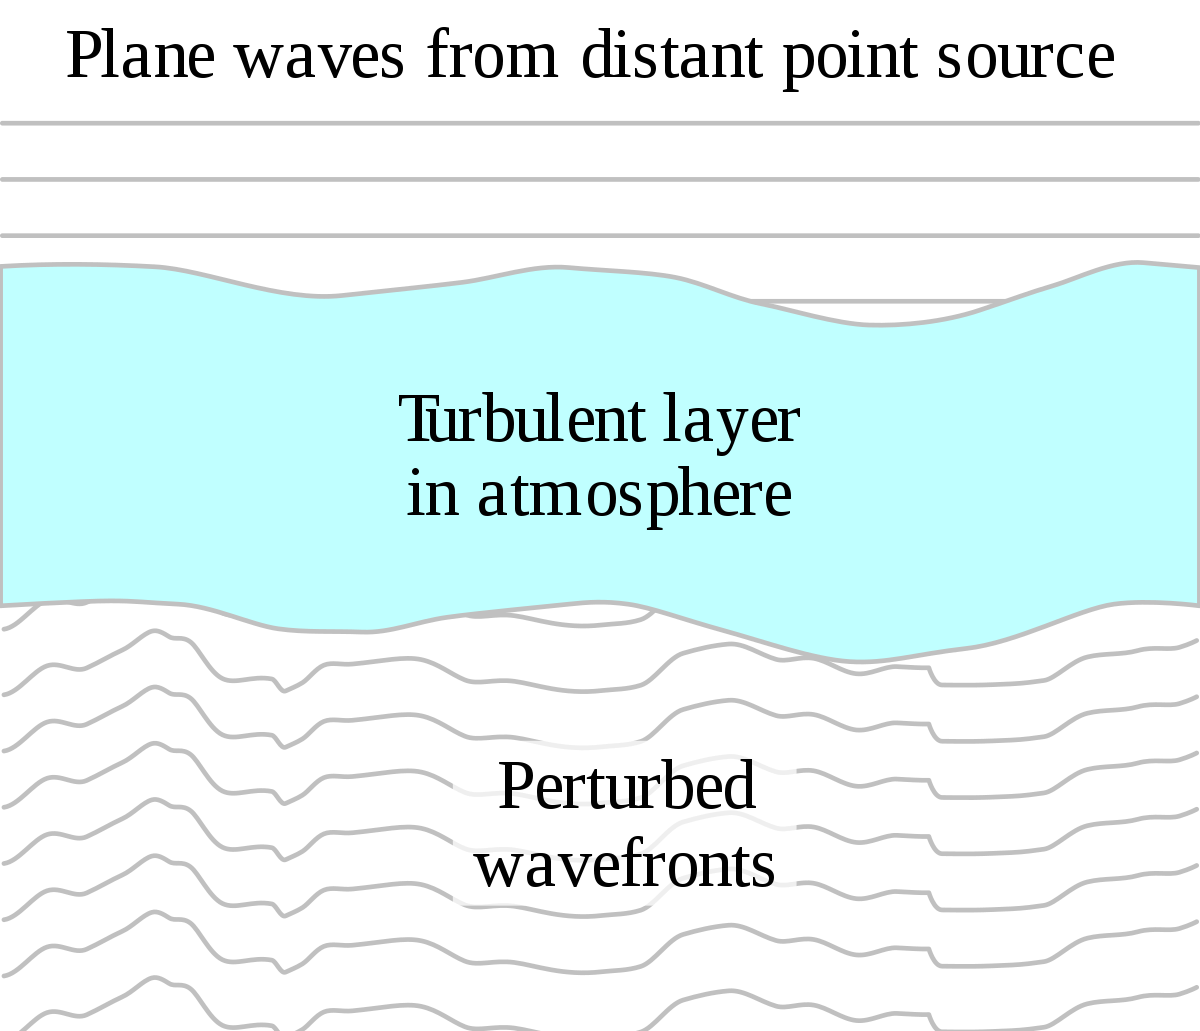 Plane waves from distant point source
Turbulent layer
in atmosphere
Perturbed
wavefronts